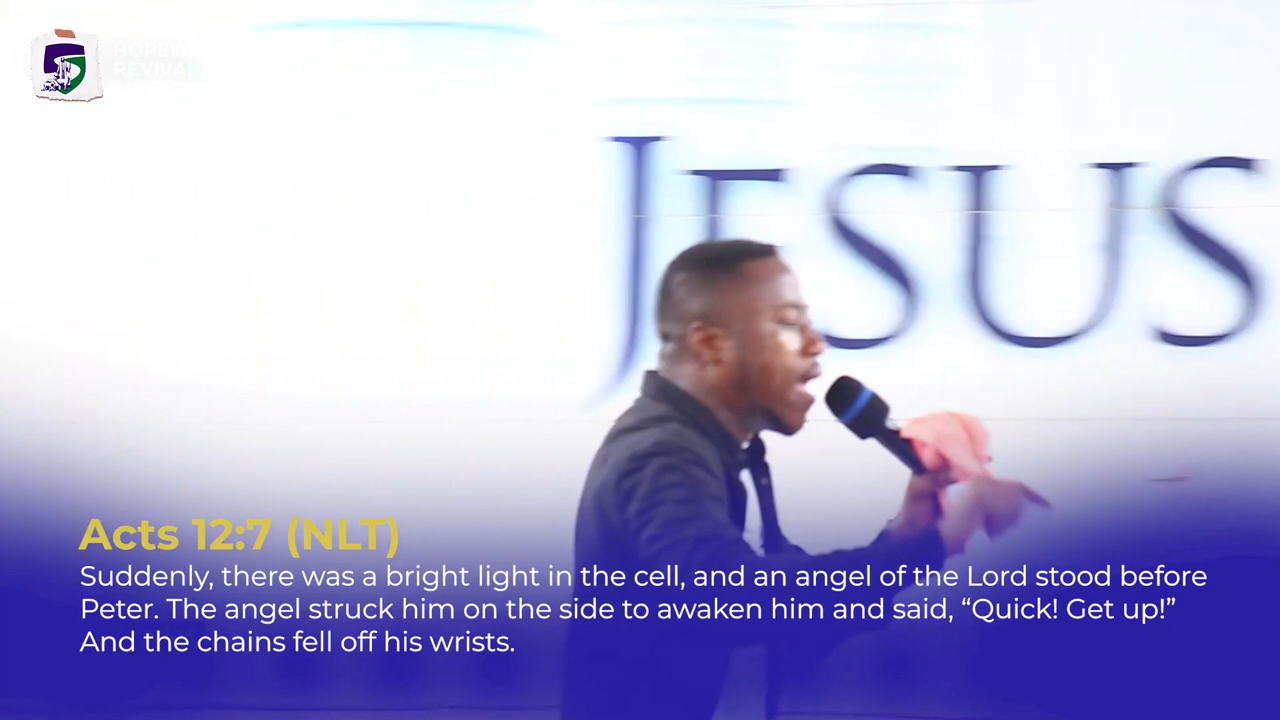 REVIVAL
JESUS
Acts 12:7 (NLT)
Suddenly, there was a bright light in the cell, and an angel of the Lord stood before
Peter. The angel struck him on the side to awaken him and said, “Quick! Get up!”
And the chains fell off his wrists.